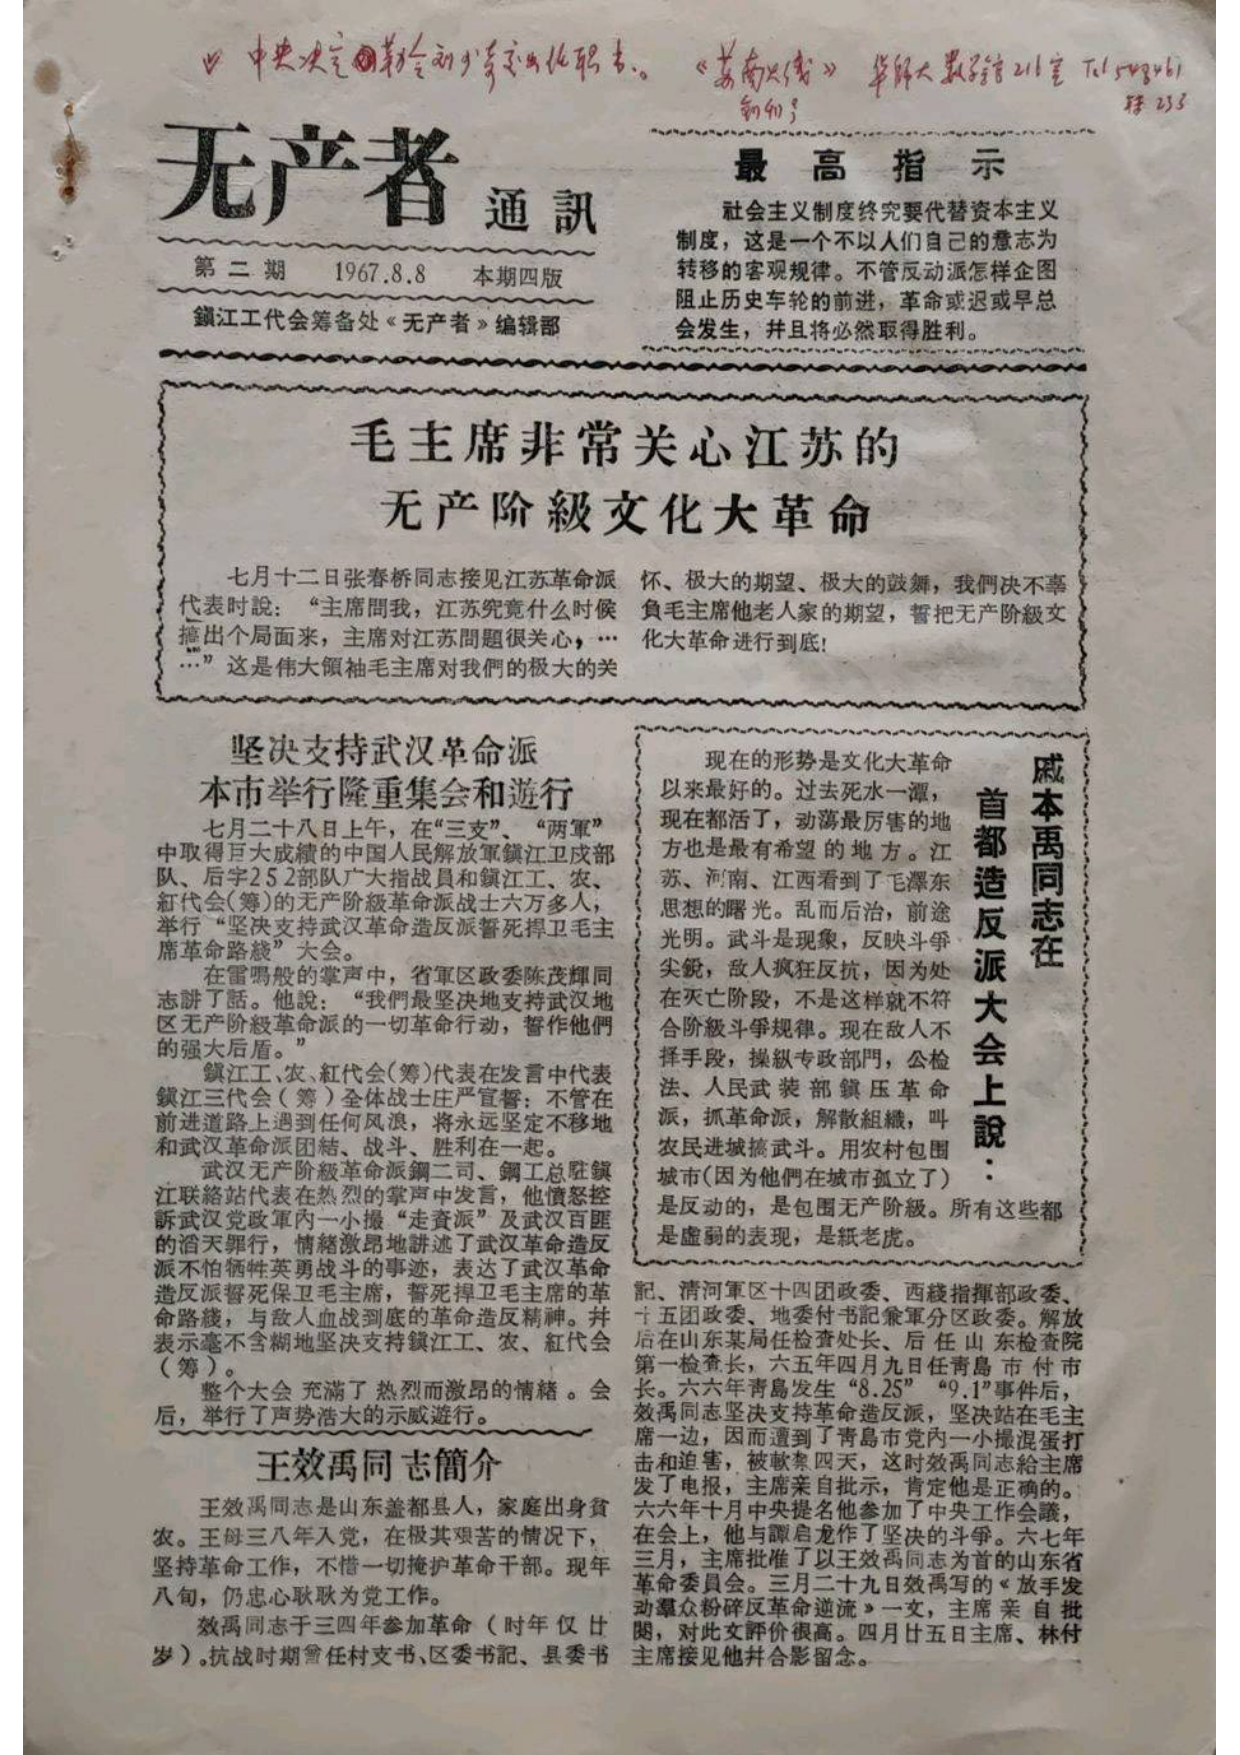 中央决定勒令刘少奇交出化职书。 《苏南火线》 华师大数学馆216室 Tel 548461
创刊号 转233
无产者 通訊
第二期 1967.8.8 本期四版
鎭江工代会筹备处《无产者》编辑部
最高指示
社会主义制度终究要代替资本主义
制度，这是一个不以人们自己的意志为
转移的客观规律。不管反动派怎样企图
阻止历史车轮的前进，革命或迟或早总
会发生，幷且将必然取得胜利。
毛主席非常关心江苏的
无产阶級文化大革命
七月十二日张春桥同志接见江苏革命派
代表时說：“主席問我，江苏究竟什么时候
搞出个局面来，主席对江苏問題很关心，…
…”这是伟大領袖毛主席对我們的极大的关
怀、极大的期望、极大的鼓舞，我們决不辜
負毛主席他老人家的期望，誓把无产阶級文
化大革命进行到底！
坚决支持武汉革命派
本市举行隆重集会和遊行
七月二十八日上午，在“三支”、“两軍”
中取得巨大成績的中国人民解放軍鎭江卫戍部
队、后字252部队广大指战員和鎭江工、农、
紅代会(筹)的无产阶級革命派战士六万多人，
举行“坚决支持武汉革命造反派誓死捍卫毛主
席革命路綫”大会。
在雷鳴般的掌声中，省軍区政委陈茂輝同
志講了話。他說：“我們最坚决地支持武汉地
区无产阶級革命派的一切革命行动，誓作他們
的强大后盾。”
鎭江工、农、紅代会(筹)代表在发言中代表
鎭江三代会（筹）全体战士庄严宣誓：不管在
前进道路上遇到任何风浪，将永远坚定不移地
和武汉革命派团結、战斗、胜利在一起。
武汉无产阶級革命派鋼二司、鋼工总駐鎭
江联絡站代表在热烈的掌声中发言，他憤怒控
訴武汉党政軍內一小撮“走資派”及武汉百匪
的滔天罪行，情緒激昂地講述了武汉革命造反
派不怕牺牲英勇战斗的事迹，表达了武汉革命
造反派誓死保卫毛主席，誓死捍卫毛主席的革
命路綫，与敌人血战到底的革命造反精神。幷
表示毫不含糊地坚决支持鎭江工、农、紅代会
（筹）。
整个大会充滿了热烈而激昂的情緒。会
后，举行了声势浩大的示威遊行。
戚本禹同志在
首都造反派大会上說：
现在的形势是文化大革命
以来最好的。过去死水一潭，
现在都活了，动荡最厉害的地
方也是最有希望的地方。江
苏、河南、江西看到了毛澤东
思想的曙光。乱而后治，前途
光明。武斗是现象，反映斗爭
尖銳，敌人疯狂反抗，因为处
在灭亡阶段，不是这样就不符
合阶級斗爭规律。现在敌人不
择手段，操縱专政部門，公检
法、人民武装部鎭压革命
派，抓革命派，解散組織，叫
农民进城搞武斗。用农村包围
城市(因为他們在城市孤立了)
是反动的，是包围无产阶級。所有这些都
是虛弱的表现，是紙老虎。
王效禹同志簡介
王效禹同志是山东盖都县人，家庭出身貧
农。王母三八年入党，在极其艰苦的情况下，
坚持革命工作，不惜一切掩护革命干部。现年
八旬，仍忠心耿耿为党工作。
效禹同志于三四年参加革命（时年仅廿
岁）。抗战时期曾任村支书、区委书記、县委书
記、清河軍区十四团政委、西綫指揮部政委、
十五团政委、地委付书記兼軍分区政委。解放
后在山东某局任检查处长、后任山东检查院
第一检查长，六五年四月九日任青島市付市
长。六六年青島发生“8.25”“9.1”事件后，
效禹同志坚决支持革命造反派，坚决站在毛主
席一边，因而遭到了青島市党內一小撮混蛋打
击和迫害，被軟禁四天，这时效禹同志給主席
发了电报，主席亲自批示，肯定他是正确的。
六六年十月中央提名他参加了中央工作会議，
在会上，他与譚启龙作了坚决的斗爭。六七年
三月，主席批准了以王效禹同志为首的山东省
革命委員会。三月二十九日效禹写的《放手发
动羣众粉碎反革命逆流》一文，主席亲自批
閱，对此文評价很高。四月廿五日主席、林付
主席接见他幷合影留念。